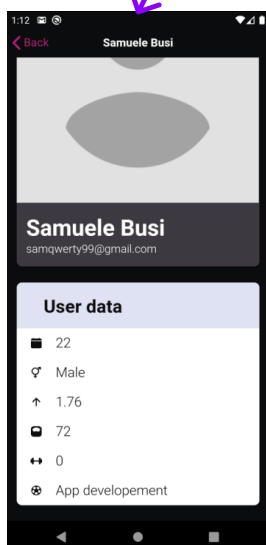 1:12
Back
Samuele Busi
Samuele Busi
samqwerty99@gmail.com
User data
22
Male
1.76
72
0
App developement